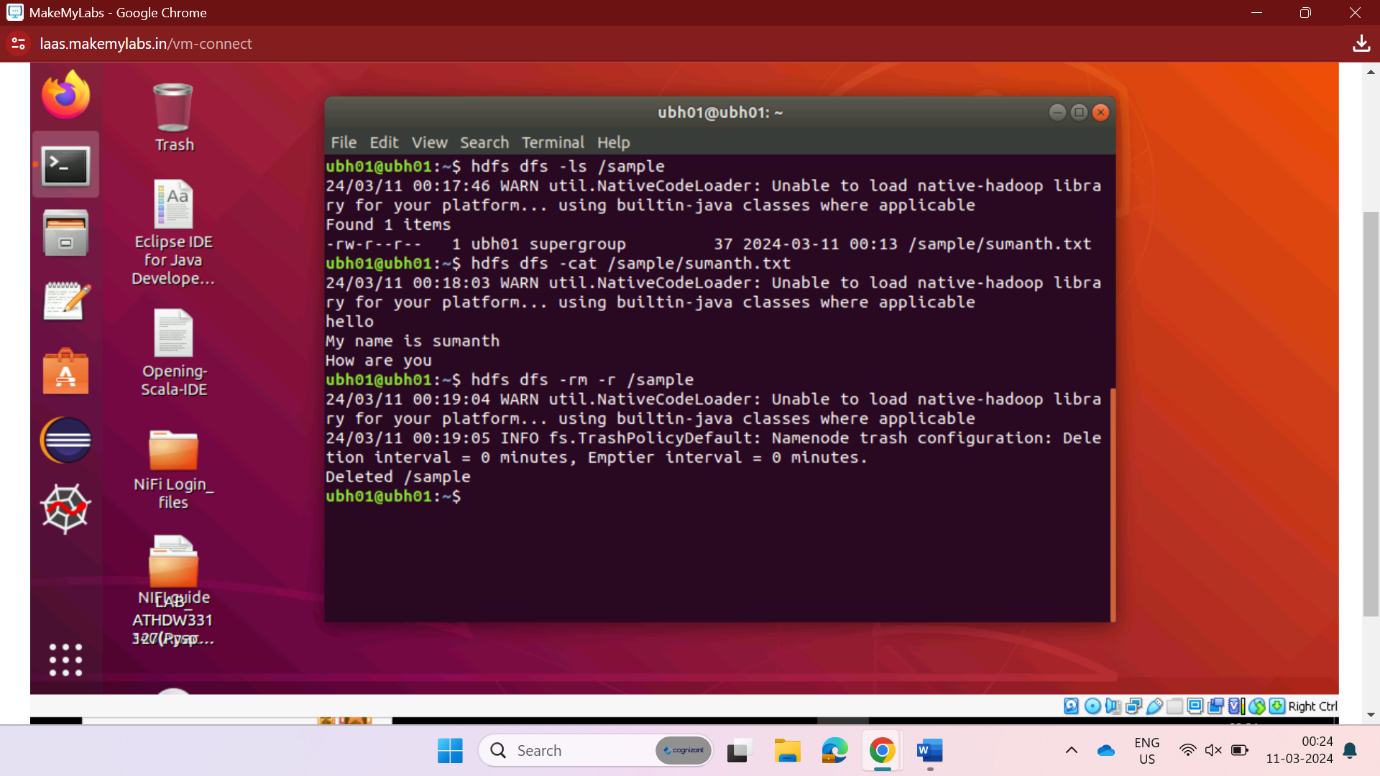 MakeMyLabs - Google Chrome
laas.makemylabs.in/vm-connect
Trash
Eclipse IDE
for Java
Develope...
Opening-
Scala-IDE
NiFi Login_
files
NIFI guide
LAB_
ATHDW331
ubh01@ubh01: ~
File Edit View Search Terminal Help
ubh01@ubh01:~$ hdfs dfs -ls /sample
24/03/11 00:17:46 WARN util.NativeCodeLoader: Unable to load native-hadoop libra
ry for your platform... using builtin-java classes where applicable
Found 1 items
-rw-r--r--   1 ubh01 supergroup         37 2024-03-11 00:13 /sample/sumanth.txt
ubh01@ubh01:~$ hdfs dfs -cat /sample/sumanth.txt
24/03/11 00:18:03 WARN util.NativeCodeLoader: Unable to load native-hadoop libra
ry for your platform... using builtin-java classes where applicable
hello
My name is sumanth
How are you
ubh01@ubh01:~$ hdfs dfs -rm -r /sample
24/03/11 00:19:04 WARN util.NativeCodeLoader: Unable to load native-hadoop libra
ry for your platform... using builtin-java classes where applicable
24/03/11 00:19:05 INFO fs.TrashPolicyDefault: Namenode trash configuration: Dele
tion interval = 0 minutes, Emptier interval = 0 minutes.
Deleted /sample
ubh01@ubh01:~$
Right Ctrl
Search
cognizant
ENG
US
00:24
11-03-2024